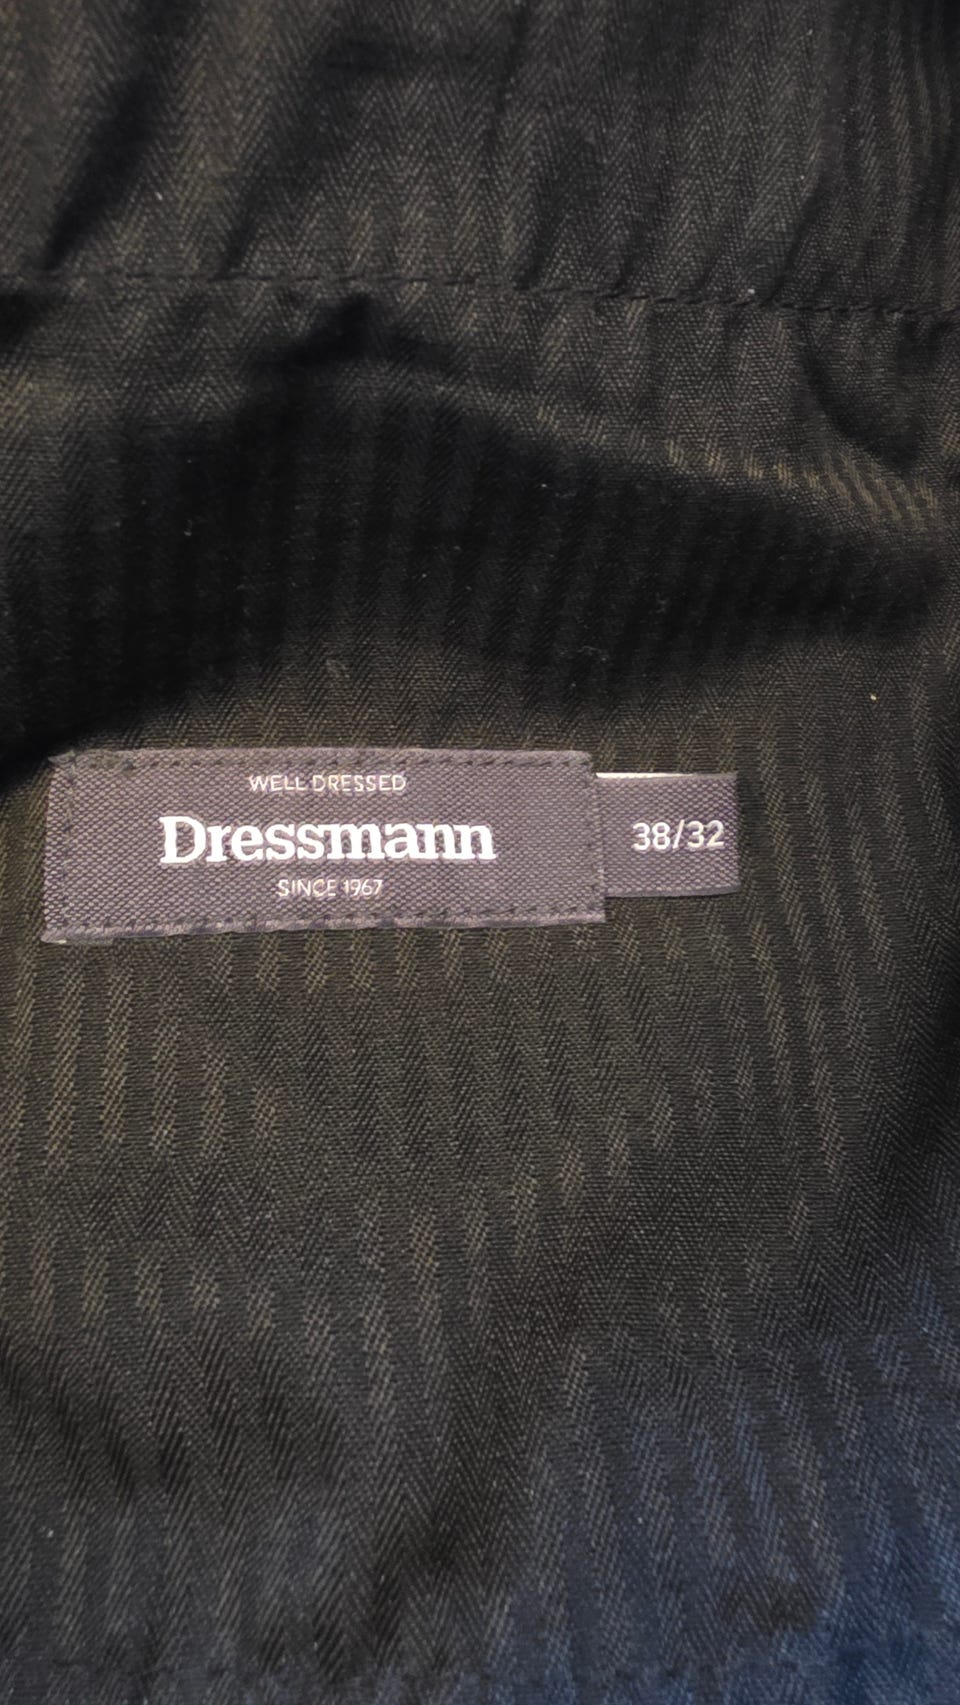 WELL DRESSED
Dressmann
SINCE 1967
38/32